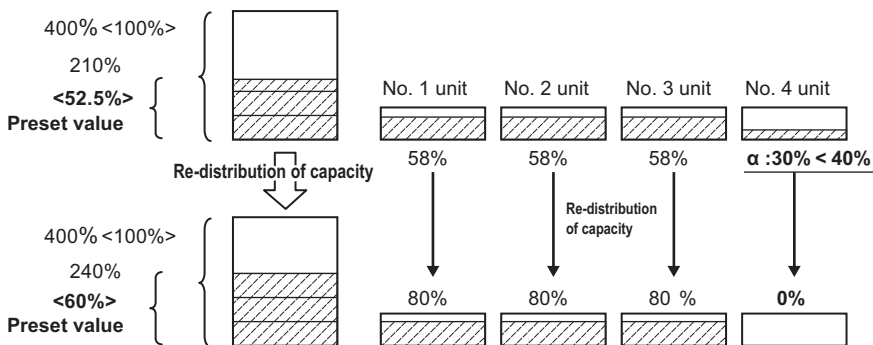 400% <100%>
210%
<52.5%>
Preset value
No. 1 unit No. 2 unit No. 3 unit No. 4 unit
58% 58% 58% α :30% < 40%
Re-distribution of capacity
Re-distribution
of capacity
400% <100%>
240%
<60%>
Preset value
80% 80% 80 % 0%